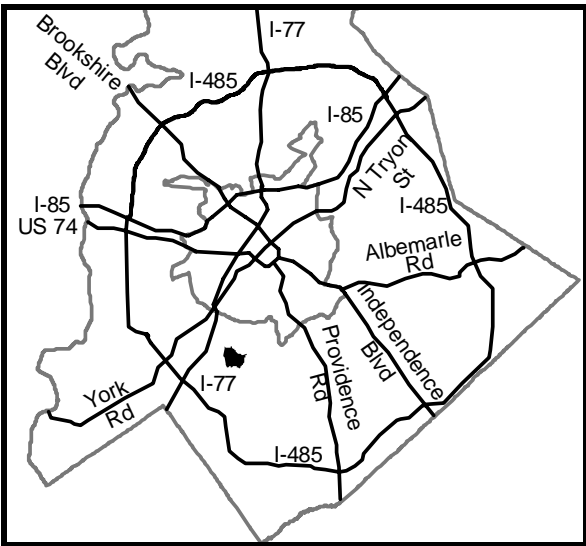 I-77
Brookshire
Blvd
I-485
I-85
N Tryon
St
I-85
US 74
I-485
Albemarle
Rd
Independence
Blvd
Providence
Rd
I-77
York
Rd
I-485